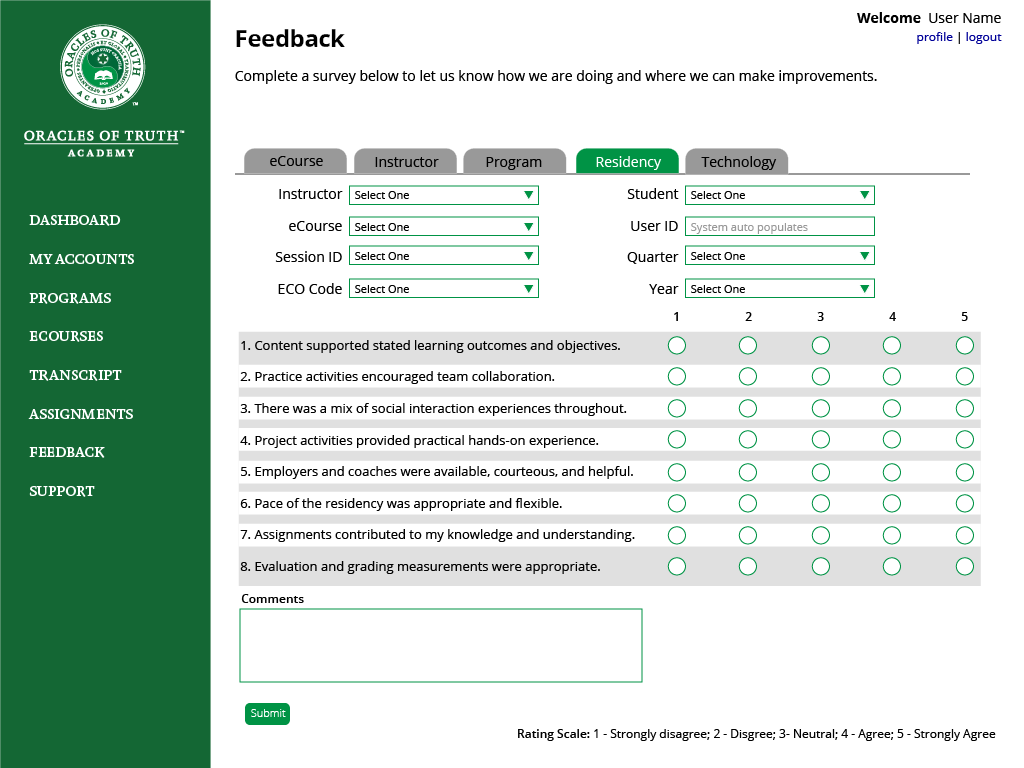 ORACLES OF TRUTH
ACADEMY
ORACLES OF TRUTH™
ACADEMY
DASHBOARD
MY ACCOUNTS
PROGRAMS
ECOURSES
TRANSCRIPT
ASSIGNMENTS
FEEDBACK
SUPPORT
Welcome User Name
profile | logout
Feedback
Complete a survey below to let us know how we are doing and where we can make improvements.
eCourse Instructor Program Residency Technology
Instructor Select One Student Select One
eCourse Select One User ID System auto populates
Session ID Select One Quarter Select One
ECO Code Select One Year Select One
1 2 3 4 5
1. Content supported stated learning outcomes and objectives.
2. Practice activities encouraged team collaboration.
3. There was a mix of social interaction experiences throughout.
4. Project activities provided practical hands-on experience.
5. Employers and coaches were available, courteous, and helpful.
6. Pace of the residency was appropriate and flexible.
7. Assignments contributed to my knowledge and understanding.
8. Evaluation and grading measurements were appropriate.
Comments
Submit
Rating Scale: 1 - Strongly disagree; 2 - Disgree; 3- Neutral; 4 - Agree; 5 - Strongly Agree